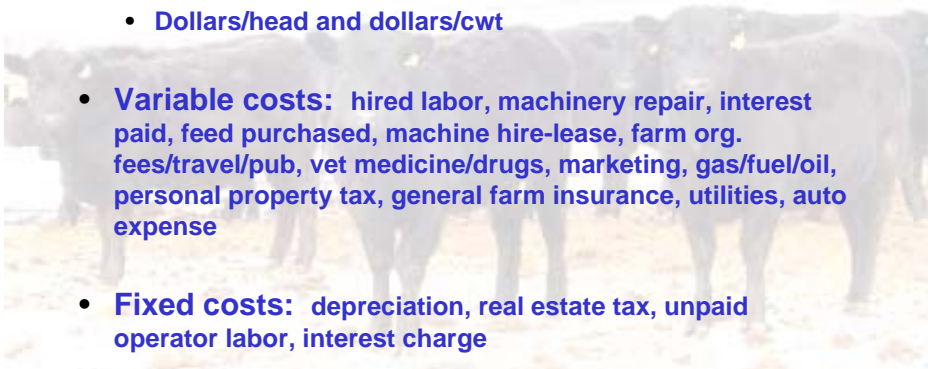 • Dollars/head and dollars/cwt
• Variable costs: hired labor, machinery repair, interest
paid, feed purchased, machine hire-lease, farm org.
fees/travel/pub, vet medicine/drugs, marketing, gas/fuel/oil,
personal property tax, general farm insurance, utilities, auto
expense
• Fixed costs: depreciation, real estate tax, unpaid
operator labor, interest charge